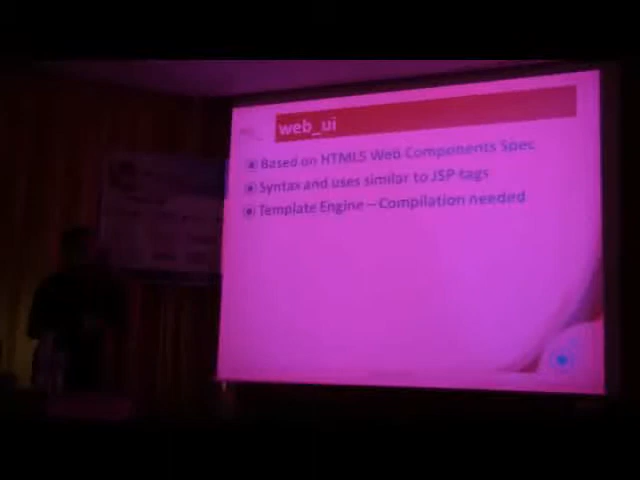 web_ui
Based on HTML5 Web Components Spec
Syntax and uses similar to JSP tags
Template Engine – Compilation needed